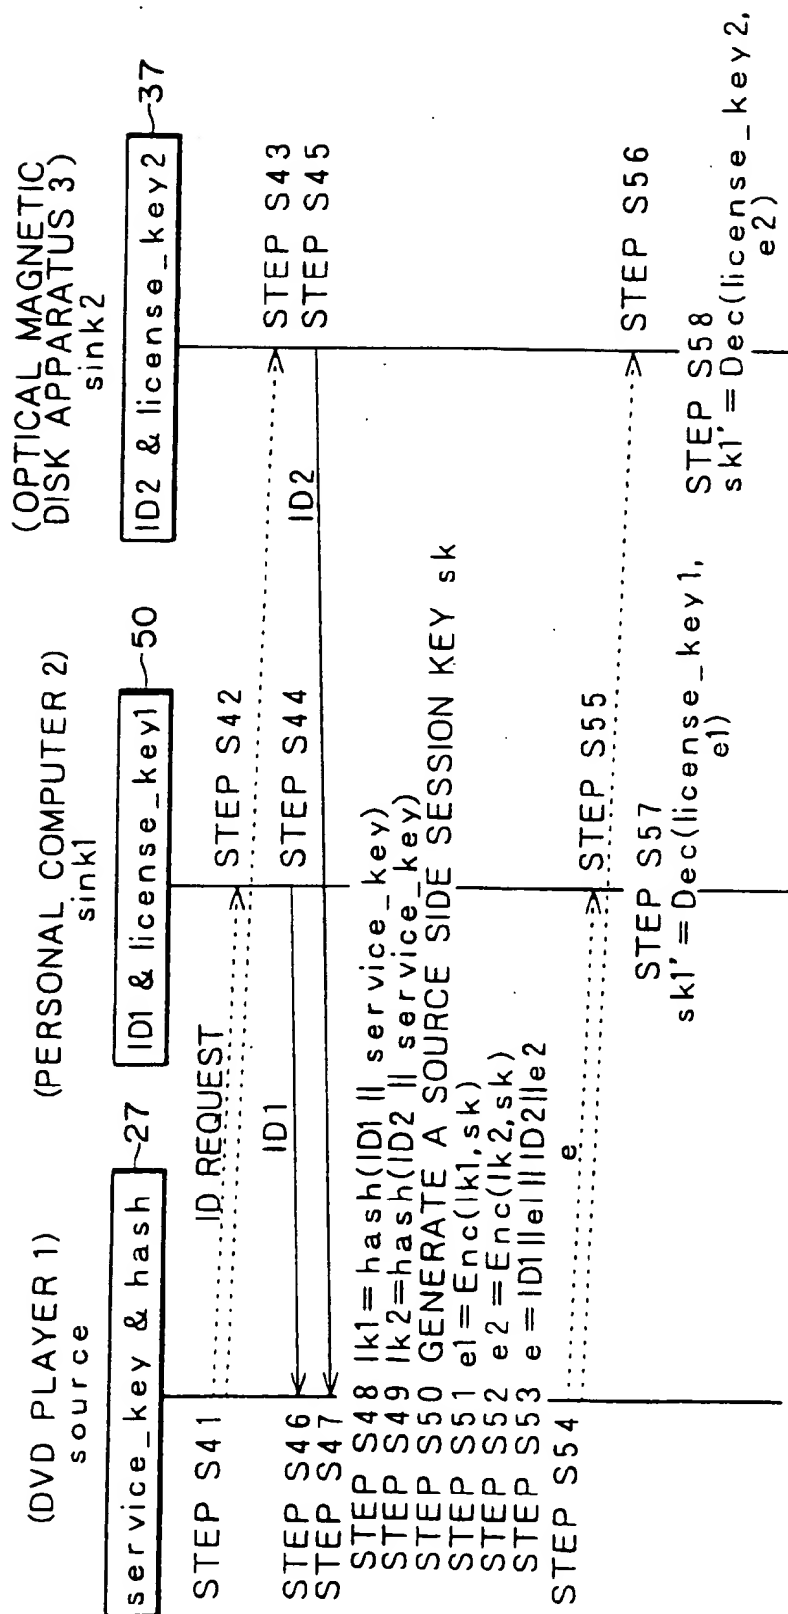 (DVD PLAYER 1)
source
service_key & hash
27
(PERSONAL COMPUTER 2)
sink1
ID1 & license_key1
50
(OPTICAL MAGNETIC
DISK APPARATUS 3)
sink2
ID2 & license_key2
37
STEP S41
ID REQUEST
STEP S42
STEP S43
ID1
STEP S44
STEP S45
ID2
STEP S46
STEP S47
STEP S48 lk1=hash(ID1 || service_key)
STEP S49 lk2=hash(ID2 || service_key)
STEP S50 GENERATE A SOURCE SIDE SESSION KEY sk
STEP S51 e1=Enc(lk1,sk)
STEP S52 e2=Enc(lk2,sk)
STEP S53 e=ID1||e1||ID2||e2
STEP S54
e
STEP S55
STEP S56
STEP S57
sk1'=Dec(license_key1,
e1)
STEP S58
sk1'=Dec(license_key2,
e2)